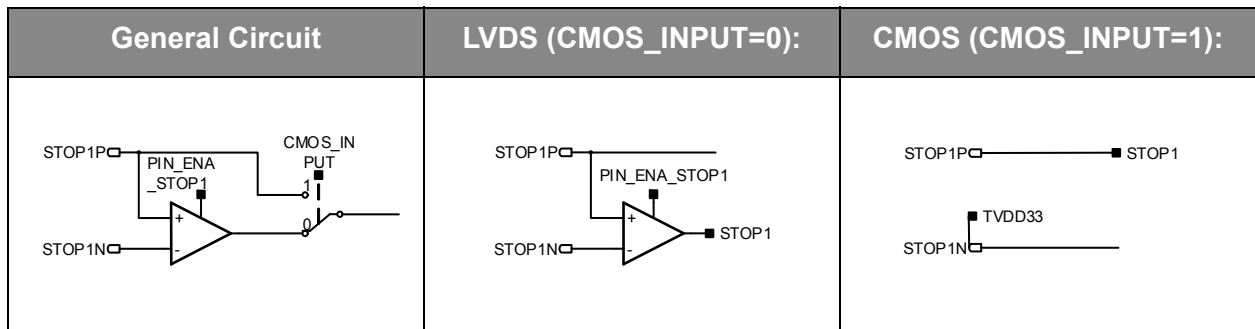 General Circuit
LVDS (CMOS_INPUT=0):
CMOS (CMOS_INPUT=1):
STOP1P
PIN_ENA
_STOP1
CMOS_IN
PUT
1
+
0
-
STOP1N
STOP1P
PIN_ENA_STOP1
+
-
STOP1
STOP1N
STOP1P
STOP1
TVDD33
STOP1N